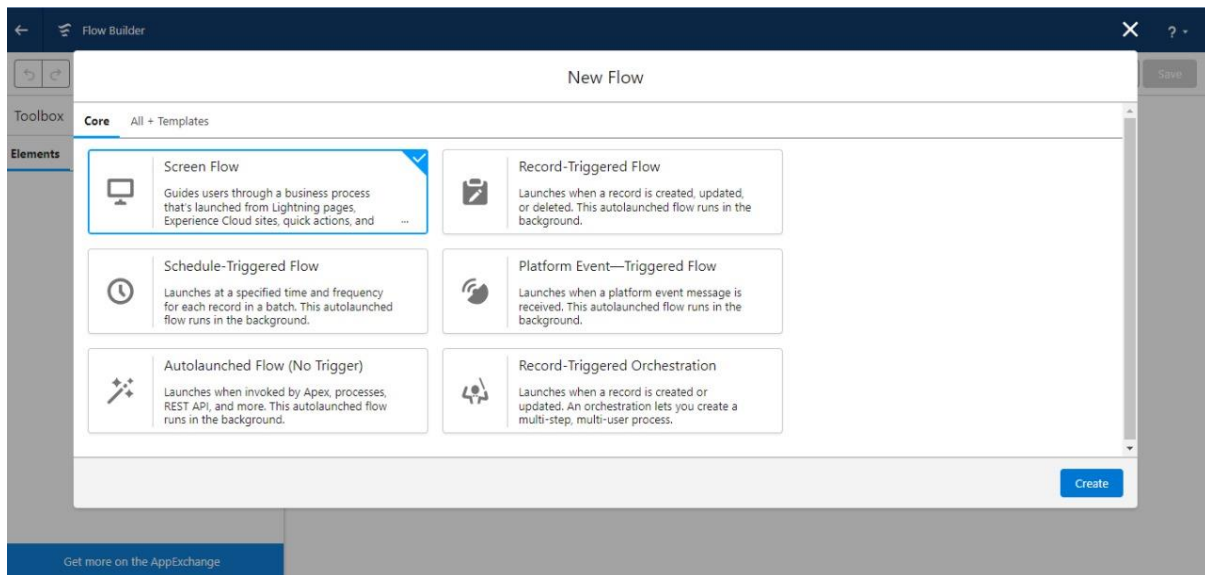 Flow Builder
?
New Flow
Save
Toolbox
Core All + Templates
Elements
Screen Flow
Guides users through a business process
that's launched from Lightning pages,
Experience Cloud sites, quick actions, and ...
Record-Triggered Flow
Launches when a record is created, updated,
or deleted. This autolaunched flow runs in the
background.
Schedule-Triggered Flow
Launches at a specified time and frequency
for each record in a batch. This autolaunched
flow runs in the background.
Platform Event—Triggered Flow
Launches when a platform event message is
received. This autolaunched flow runs in the
background.
Autolaunched Flow (No Trigger)
Launches when invoked by Apex, processes,
REST API, and more. This autolaunched flow
runs in the background.
Record-Triggered Orchestration
Launches when a record is created or
updated. An orchestration lets you create a
multi-step, multi-user process.
Create
Get more on the AppExchange